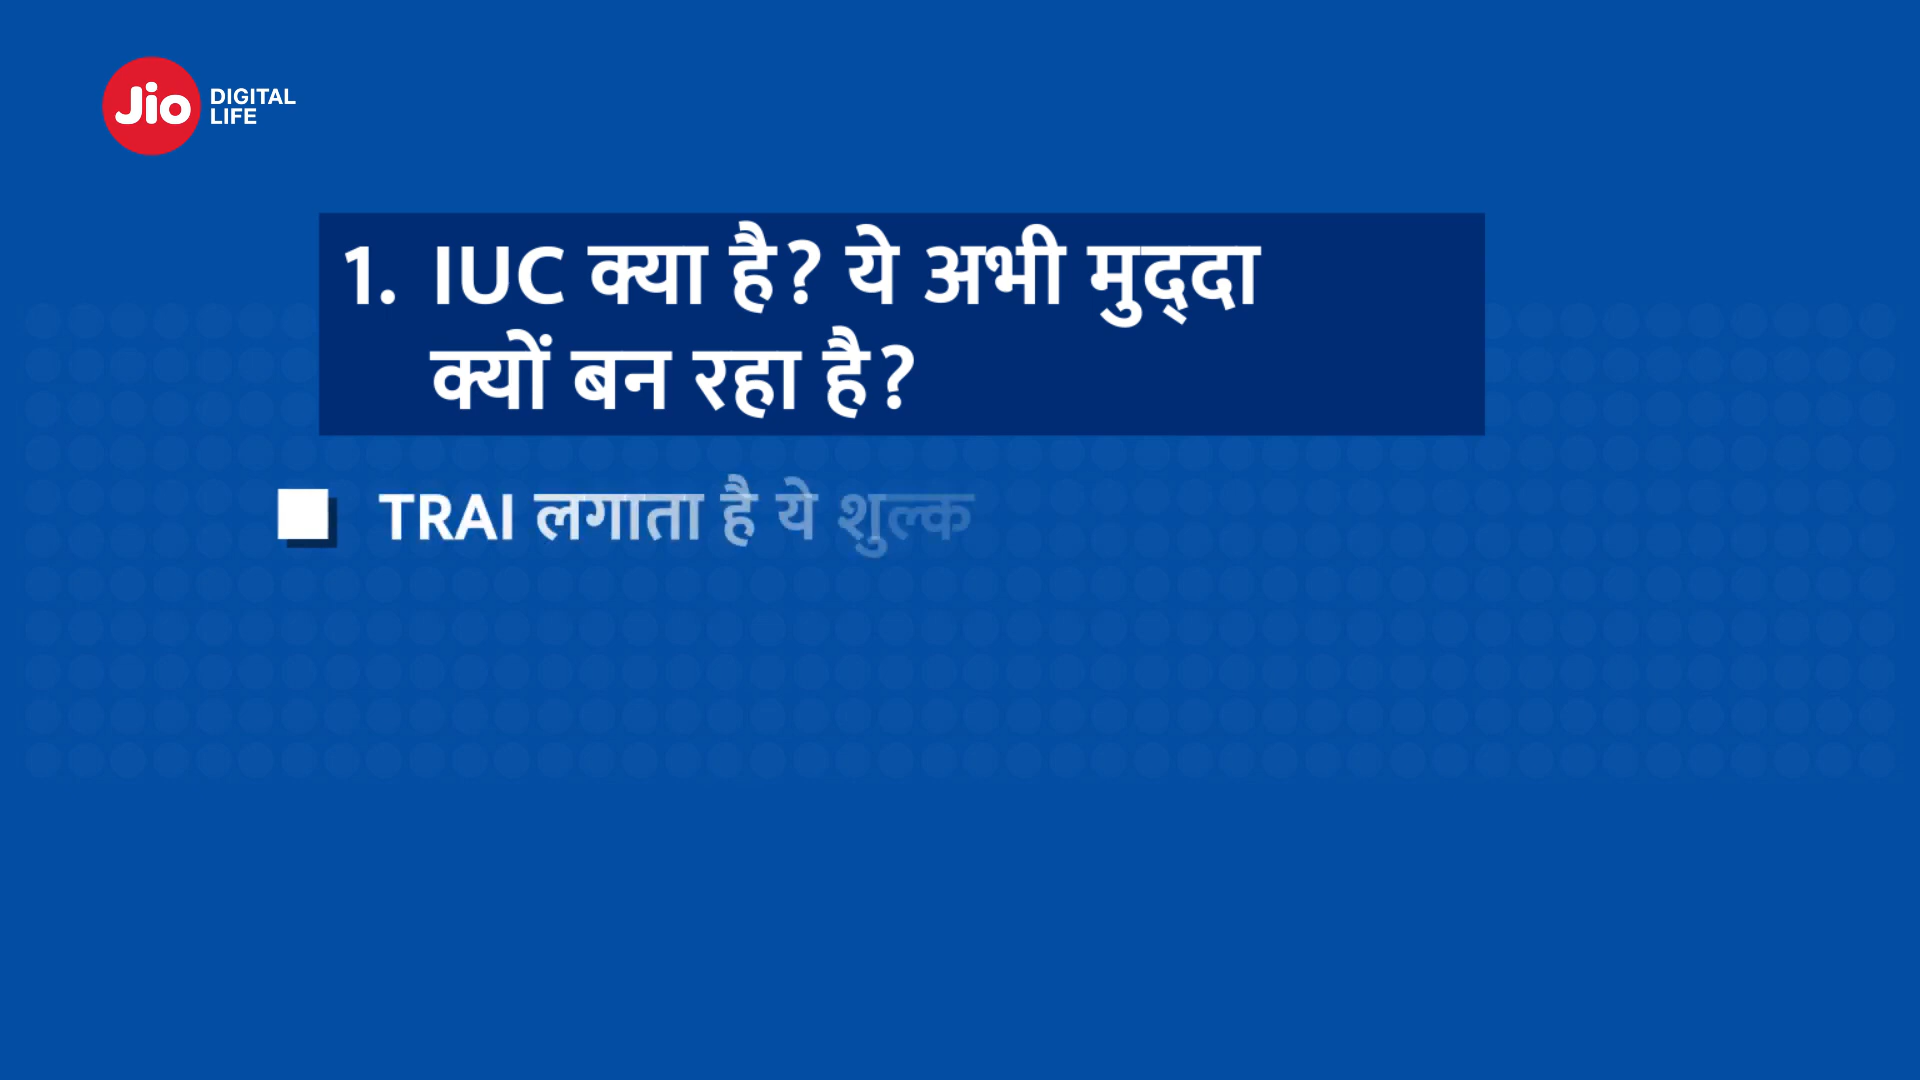 Jio DIGITAL
LIFE
1. IUC क्या है? ये अभी मुद्दा
क्यों बन रहा है?
TRAI लगाता है ये शुल्क